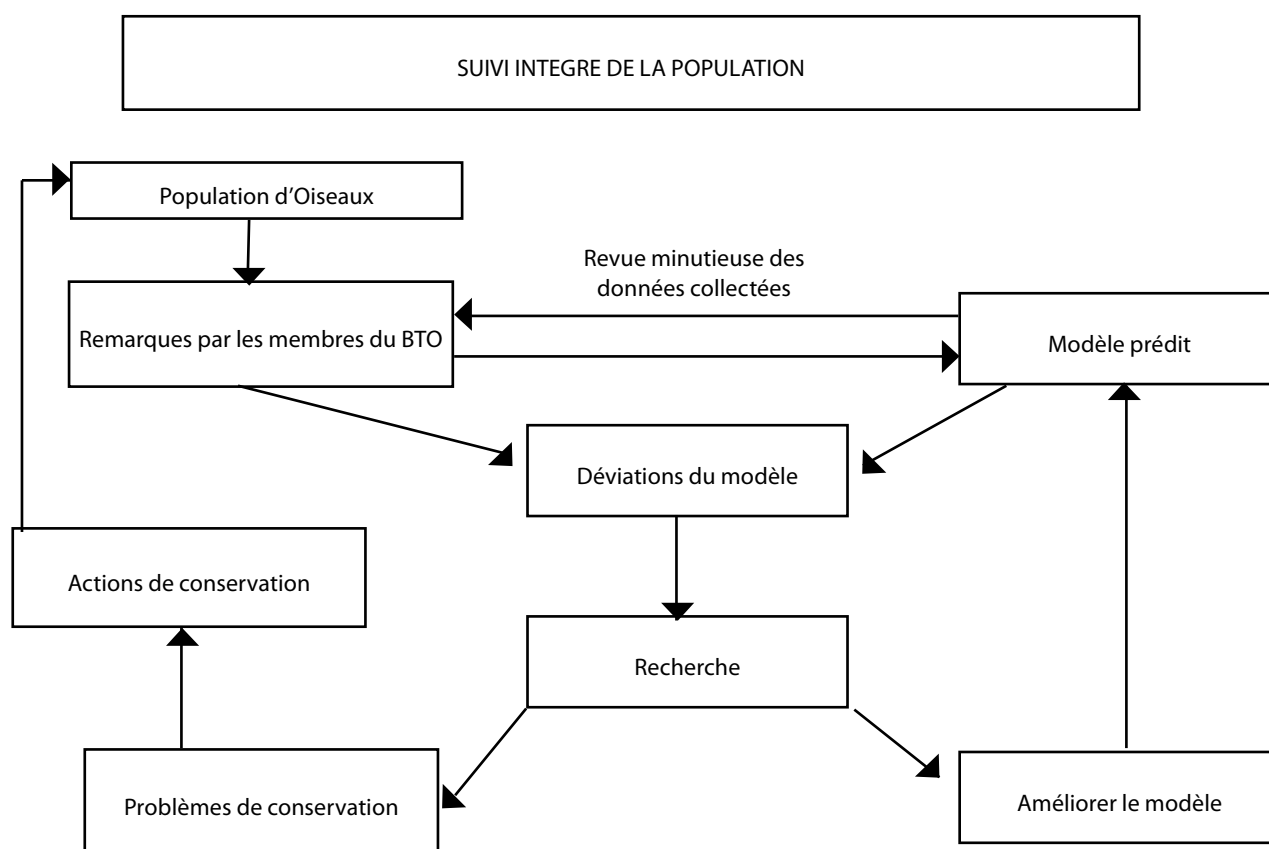 SUIVI INTEGRE DE LA POPULATION
Population d’Oiseaux
Revue minutieuse des
données collectées
Remarques par les membres du BTO
Modèle prédit
Déviations du modèle
Actions de conservation
Recherche
Problèmes de conservation
Améliorer le modèle